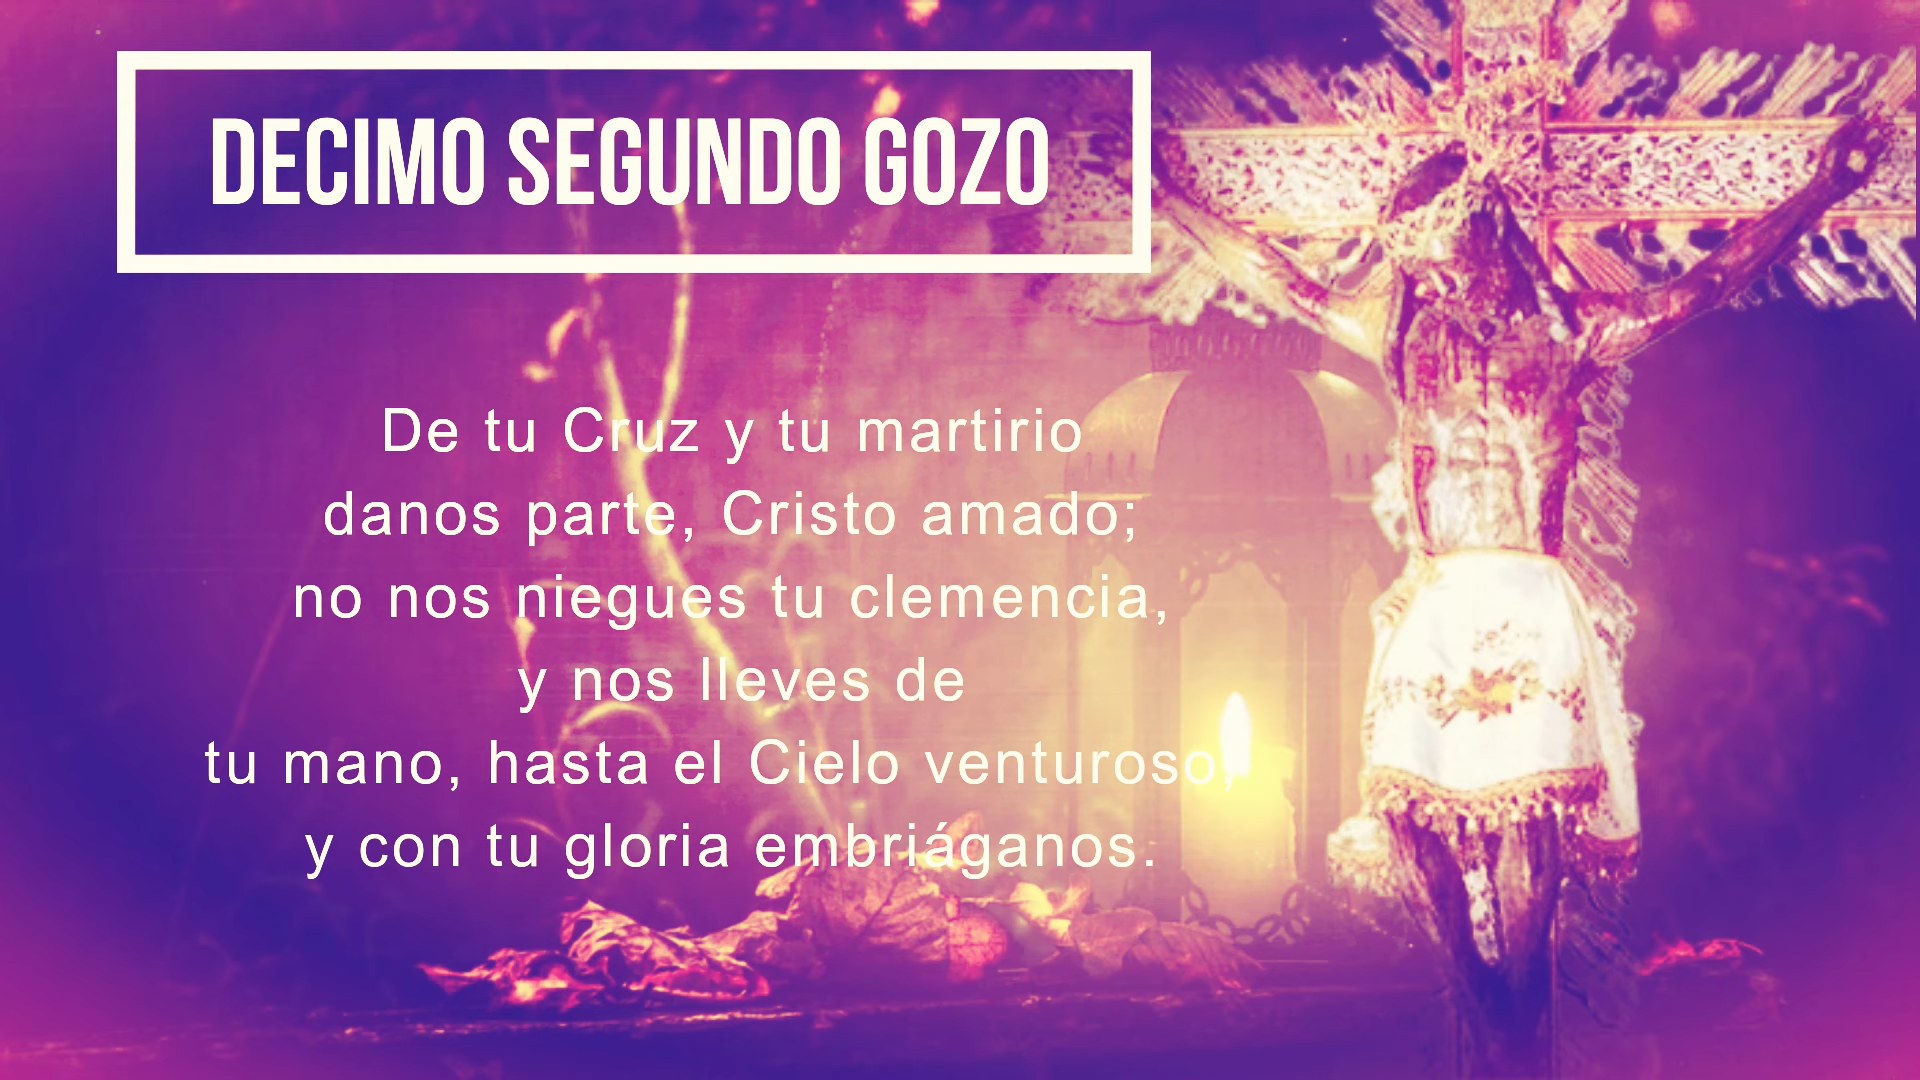 DECIMO SEGUNDO GOZO
De tu Cruz y tu martirio
danos parte, Cristo amado;
no nos niegues tu clemencia,
y nos lleves de
tu mano, hasta el Cielo venturoso,
y con tu gloria embriáganos.